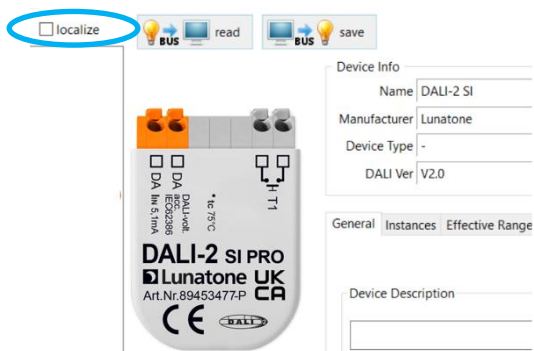 localize
BUS
read
BUS
save
Device Info
Name DALI-2 SI
Manufacturer Lunatone
Device Type -
DALI Ver V2.0
General Instances Effective Range
Device Description
DA IIN 5.1mA
DA DALI-volt. acc. IEC62386
* tc 75°C
T1
DALI-2 SI PRO
Lunatone UK
Art.Nr.89453477-P CA
CE DALI